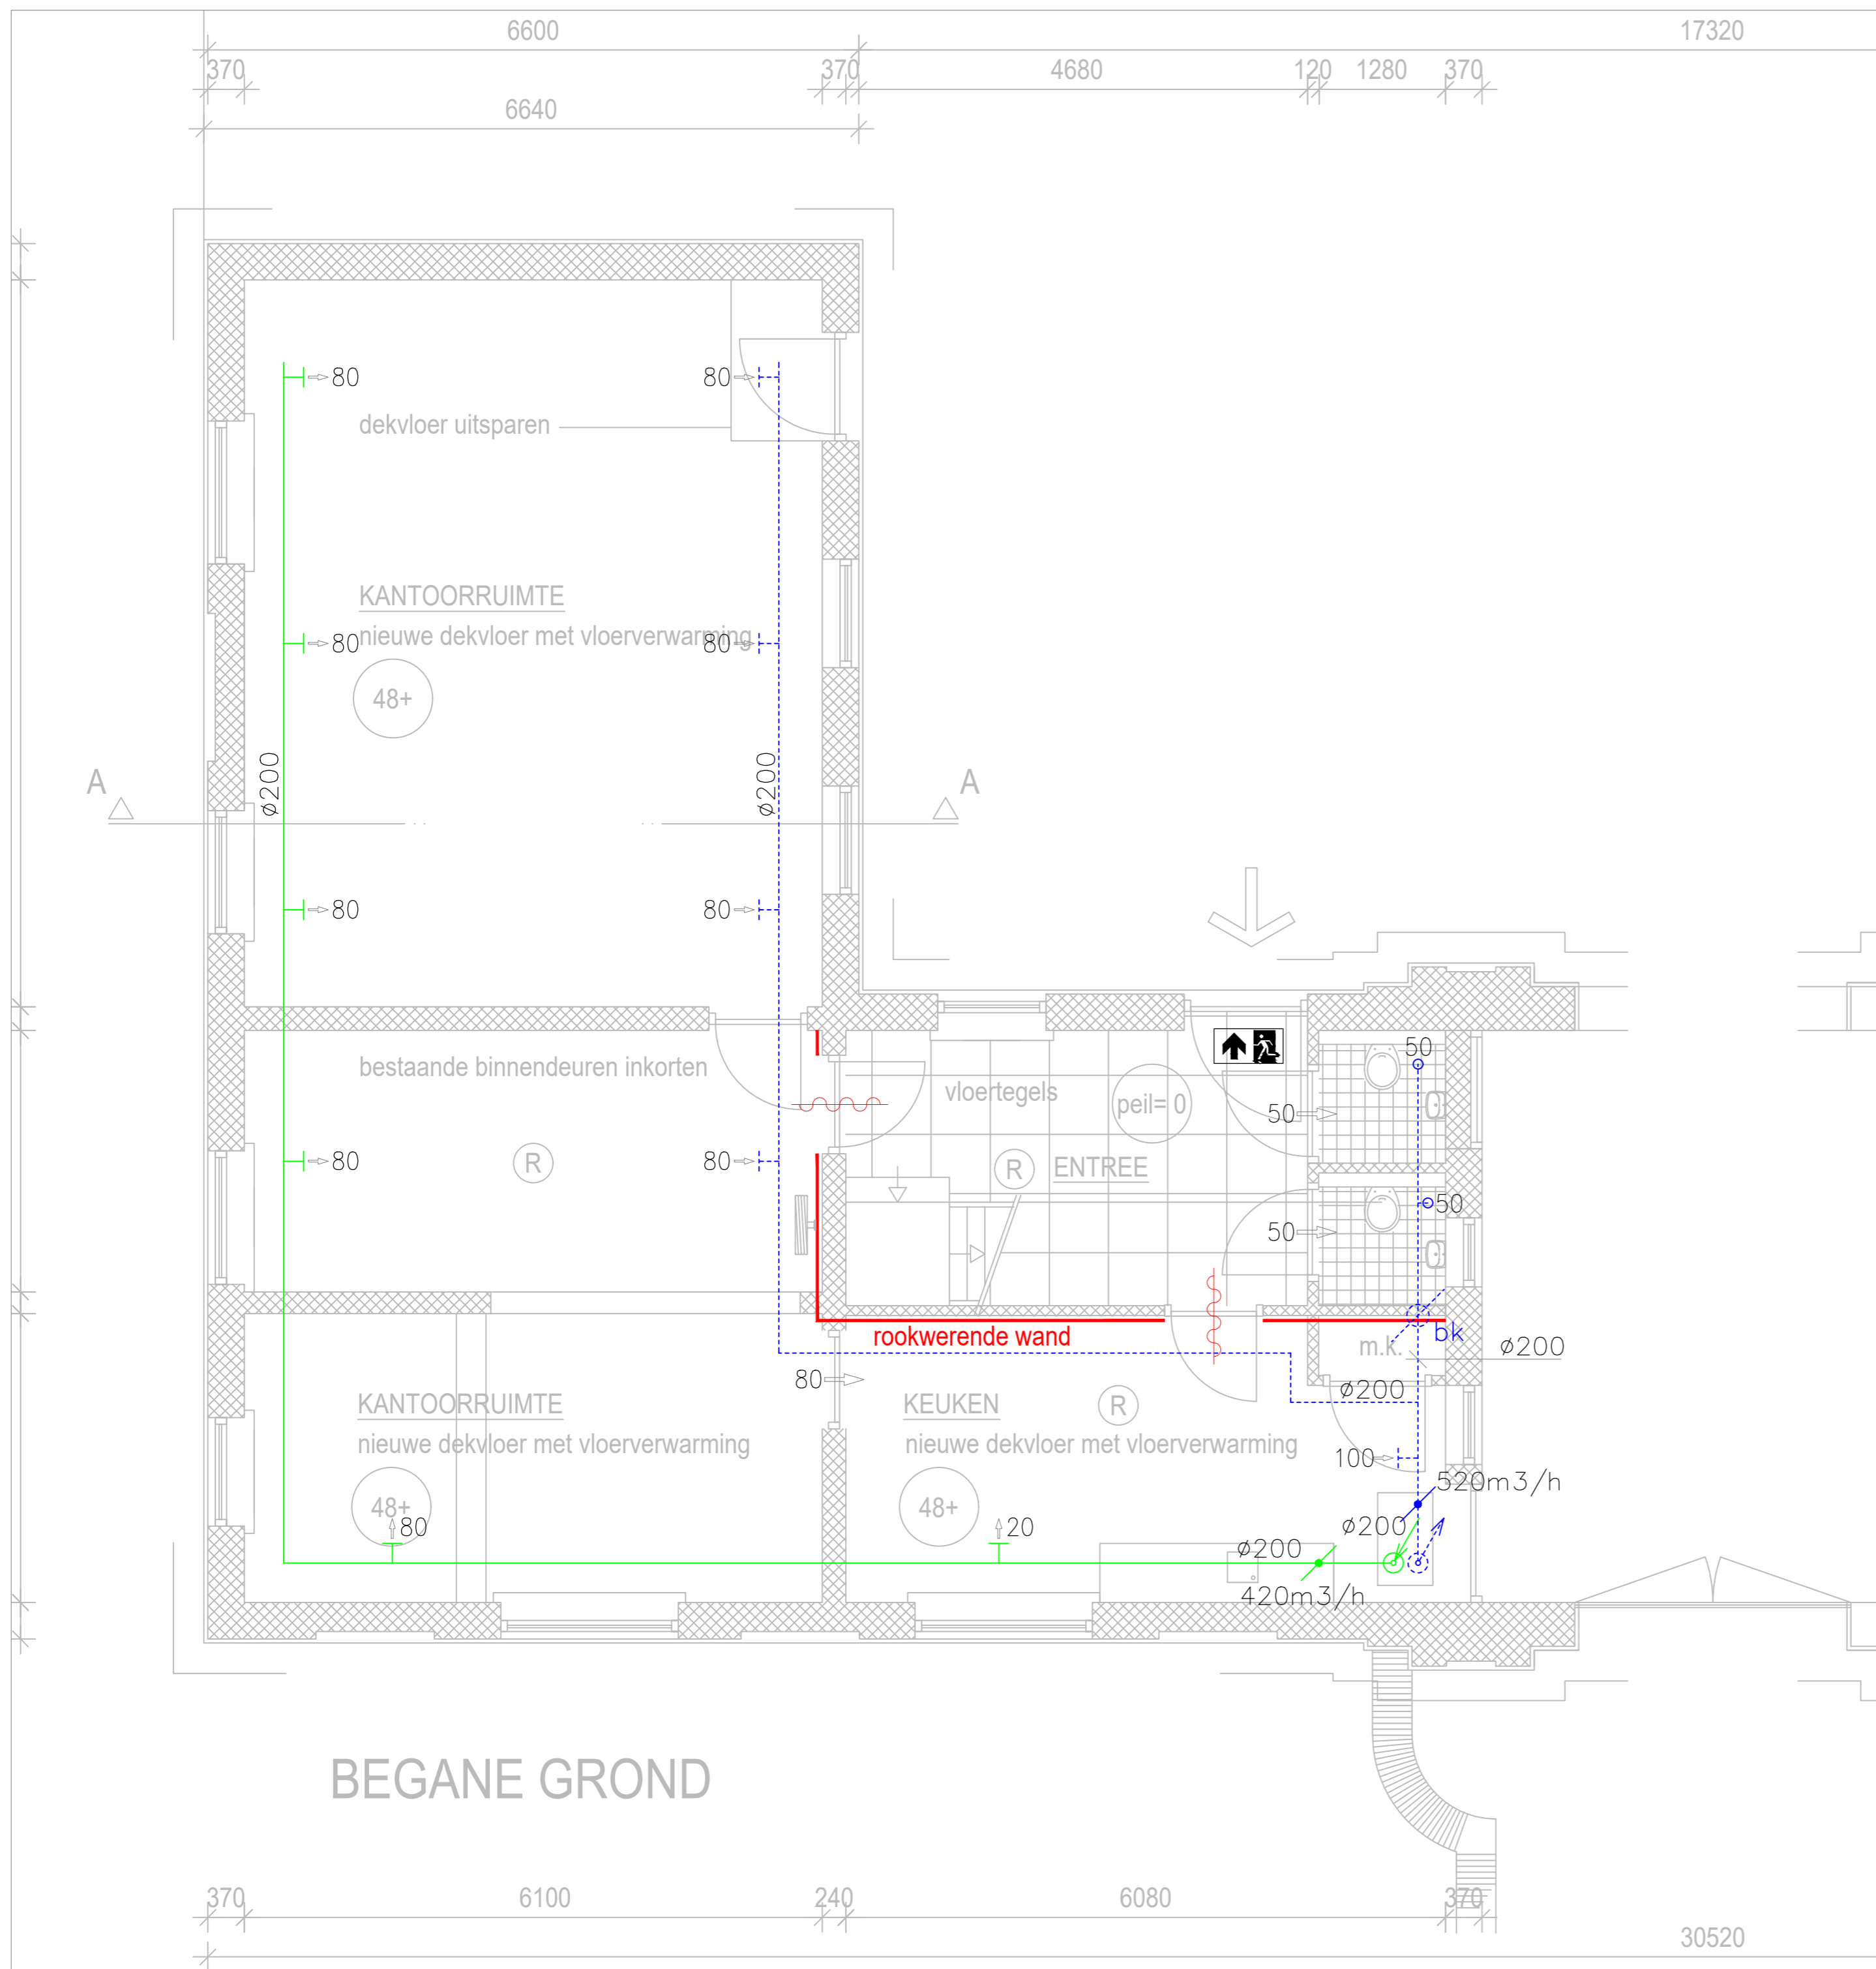 6600
17320
370
370
4680
120
1280
370
6640
80
80
dekvloer uitsparen
KANTOORRUIMTE
nieuwe dekvloer met vloerverwarming
80
80
48+
ø200
ø200
A
A
80
80
bestaande binnendeuren inkorten
vloertegels
peil= 0
50
50
80
R
80
R
ENTREE
50
50
rookwerende wand
bk
m.k.
ø200
80
ø200
KANTOORRUIMTE
KEUKEN
R
nieuwe dekvloer met vloerverwarming
nieuwe dekvloer met vloerverwarming
100
520m3/h
48+
48+
80
20
ø200
ø200
420m3/h
BEGANE GROND
370
6100
240
6080
370
30520